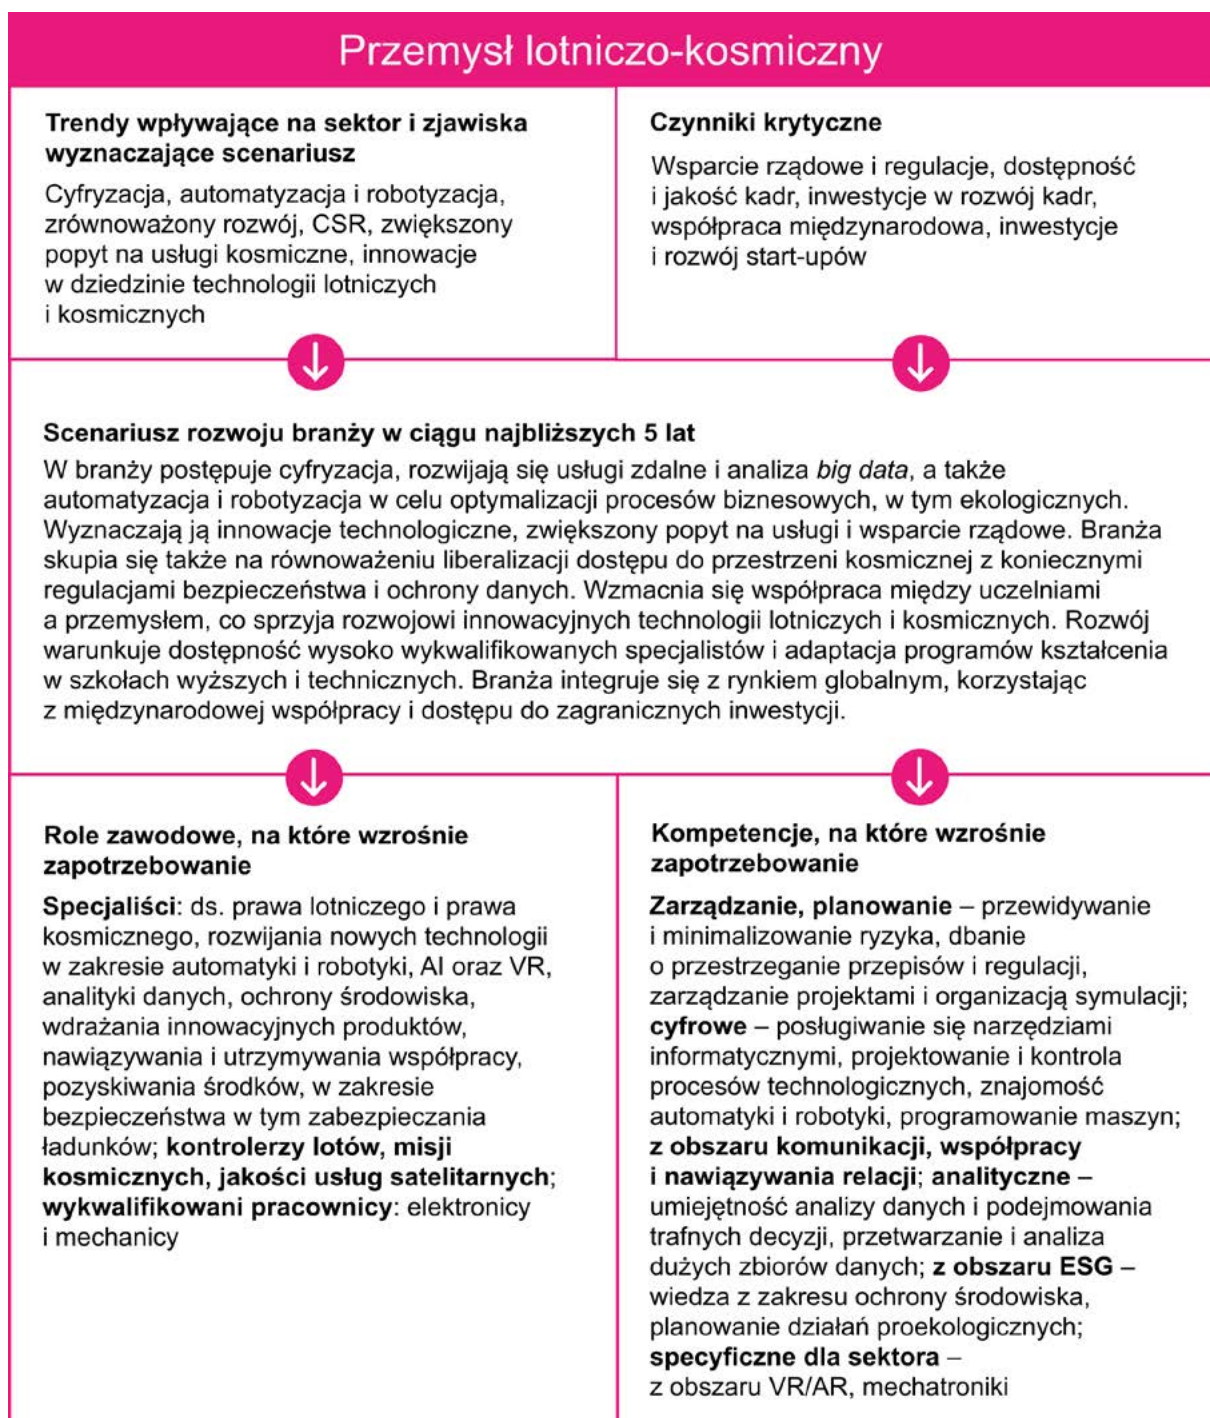 Przemysł lotniczo-kosmiczny
Trendy wpływające na sektor i zjawiska
wyznaczające scenariusz
Cyfryzacja, automatyzacja i robotyzacja,
zrównoważony rozwój, CSR, zwiększony
popyt na usługi kosmiczne, innowacje
w dziedzinie technologii lotniczych
i kosmicznych
Czynniki krytyczne
Wsparcie rządowe i regulacje, dostępność
i jakość kadr, inwestycje w rozwój kadr,
współpraca międzynarodowa, inwestycje
i rozwój start-upów
Scenariusz rozwoju branży w ciągu najbliższych 5 lat
W branży postępuje cyfryzacja, rozwijają się usługi zdalne i analiza big data, a także
automatyzacja i robotyzacja w celu optymalizacji procesów biznesowych, w tym ekologicznych.
Wyznaczają ją innowacje technologiczne, zwiększony popyt na usługi i wsparcie rządowe. Branża
skupia się także na równoważeniu liberalizacji dostępu do przestrzeni kosmicznej z koniecznymi
regulacjami bezpieczeństwa i ochrony danych. Wzmacnia się współpraca między uczelniami
a przemysłem, co sprzyja rozwojowi innowacyjnych technologii lotniczych i kosmicznych. Rozwój
warunkuje dostępność wysoko wykwalifikowanych specjalistów i adaptacja programów kształcenia
w szkołach wyższych i technicznych. Branża integruje się z rynkiem globalnym, korzystając
z międzynarodowej współpracy i dostępu do zagranicznych inwestycji.
Role zawodowe, na które wzrośnie
zapotrzebowanie
Specjaliści: ds. prawa lotniczego i prawa
kosmicznego, rozwijania nowych technologii
w zakresie automatyki i robotyki, AI oraz VR,
analityki danych, ochrony środowiska,
wdrażania innowacyjnych produktów,
nawiązywania i utrzymywania współpracy,
pozyskiwania środków, w zakresie
bezpieczeństwa w tym zabezpieczania
ładunków; kontrolerzy lotów, misji
kosmicznych, jakości usług satelitarnych;
wykwalifikowani pracownicy: elektronicy
i mechanicy
Kompetencje, na które wzrośnie
zapotrzebowanie
Zarządzanie, planowanie – przewidywanie
i minimalizowanie ryzyka, dbanie
o przestrzeganie przepisów i regulacji,
zarządzanie projektami i organizacją symulacji;
cyfrowe – posługiwanie się narzędziami
informatycznymi, projektowanie i kontrola
procesów technologicznych, znajomość
automatyki i robotyki, programowanie maszyn;
z obszaru komunikacji, współpracy
i nawiązywania relacji; analityczne –
umiejętność analizy danych i podejmowania
trafnych decyzji, przetwarzanie i analiza
dużych zbiorów danych; z obszaru ESG –
wiedza z zakresu ochrony środowiska,
planowanie działań proekologicznych;
specyficzne dla sektora –
z obszaru VR/AR, mechatroniki